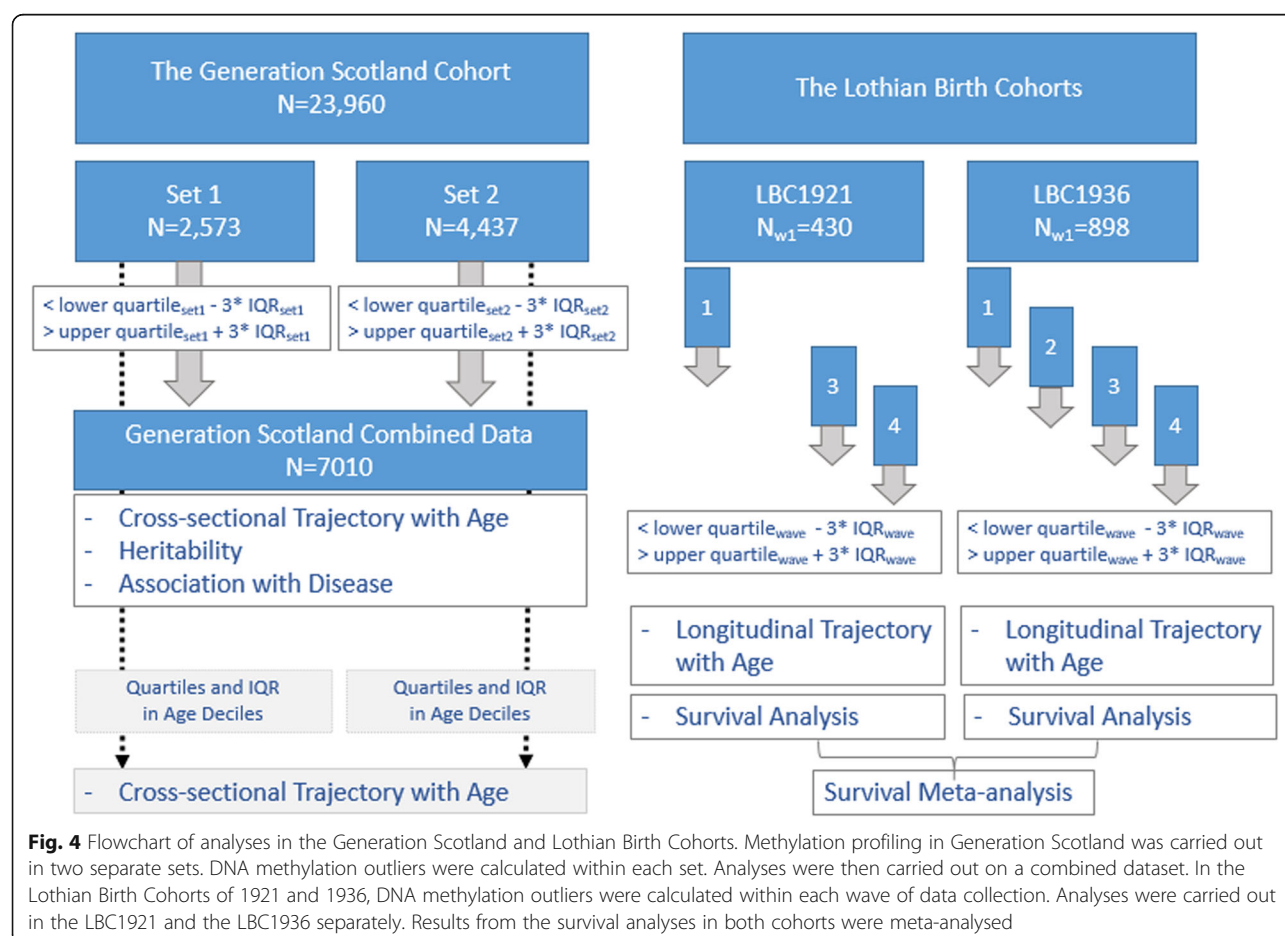 The Generation Scotland Cohort
N=23,960
Set 1
N=2,573
Set 2
N=4,437
< lower quartileset1 - 3* IQRset1
> upper quartileset1 + 3* IQRset1
< lower quartileset2 - 3* IQRset2
> upper quartileset2 + 3* IQRset2
Generation Scotland Combined Data
N=7010
- Cross-sectional Trajectory with Age
- Heritability
- Association with Disease
Quartiles and IQR
in Age Deciles
Quartiles and IQR
in Age Deciles
- Cross-sectional Trajectory with Age
The Lothian Birth Cohorts
LBC1921
Nw1=430
LBC1936
Nw1=898
1
3
4
1
2
3
4
< lower quartilewave - 3* IQRwave
> upper quartilewave + 3* IQRwave
< lower quartilewave - 3* IQRwave
> upper quartilewave + 3* IQRwave
- Longitudinal Trajectory
with Age
- Longitudinal Trajectory
with Age
- Survival Analysis
- Survival Analysis
Survival Meta-analysis
Fig. 4 Flowchart of analyses in the Generation Scotland and Lothian Birth Cohorts. Methylation profiling in Generation Scotland was carried out
in two separate sets. DNA methylation outliers were calculated within each set. Analyses were then carried out on a combined dataset. In the
Lothian Birth Cohorts of 1921 and 1936, DNA methylation outliers were calculated within each wave of data collection. Analyses were carried out
in the LBC1921 and the LBC1936 separately. Results from the survival analyses in both cohorts were meta-analysed